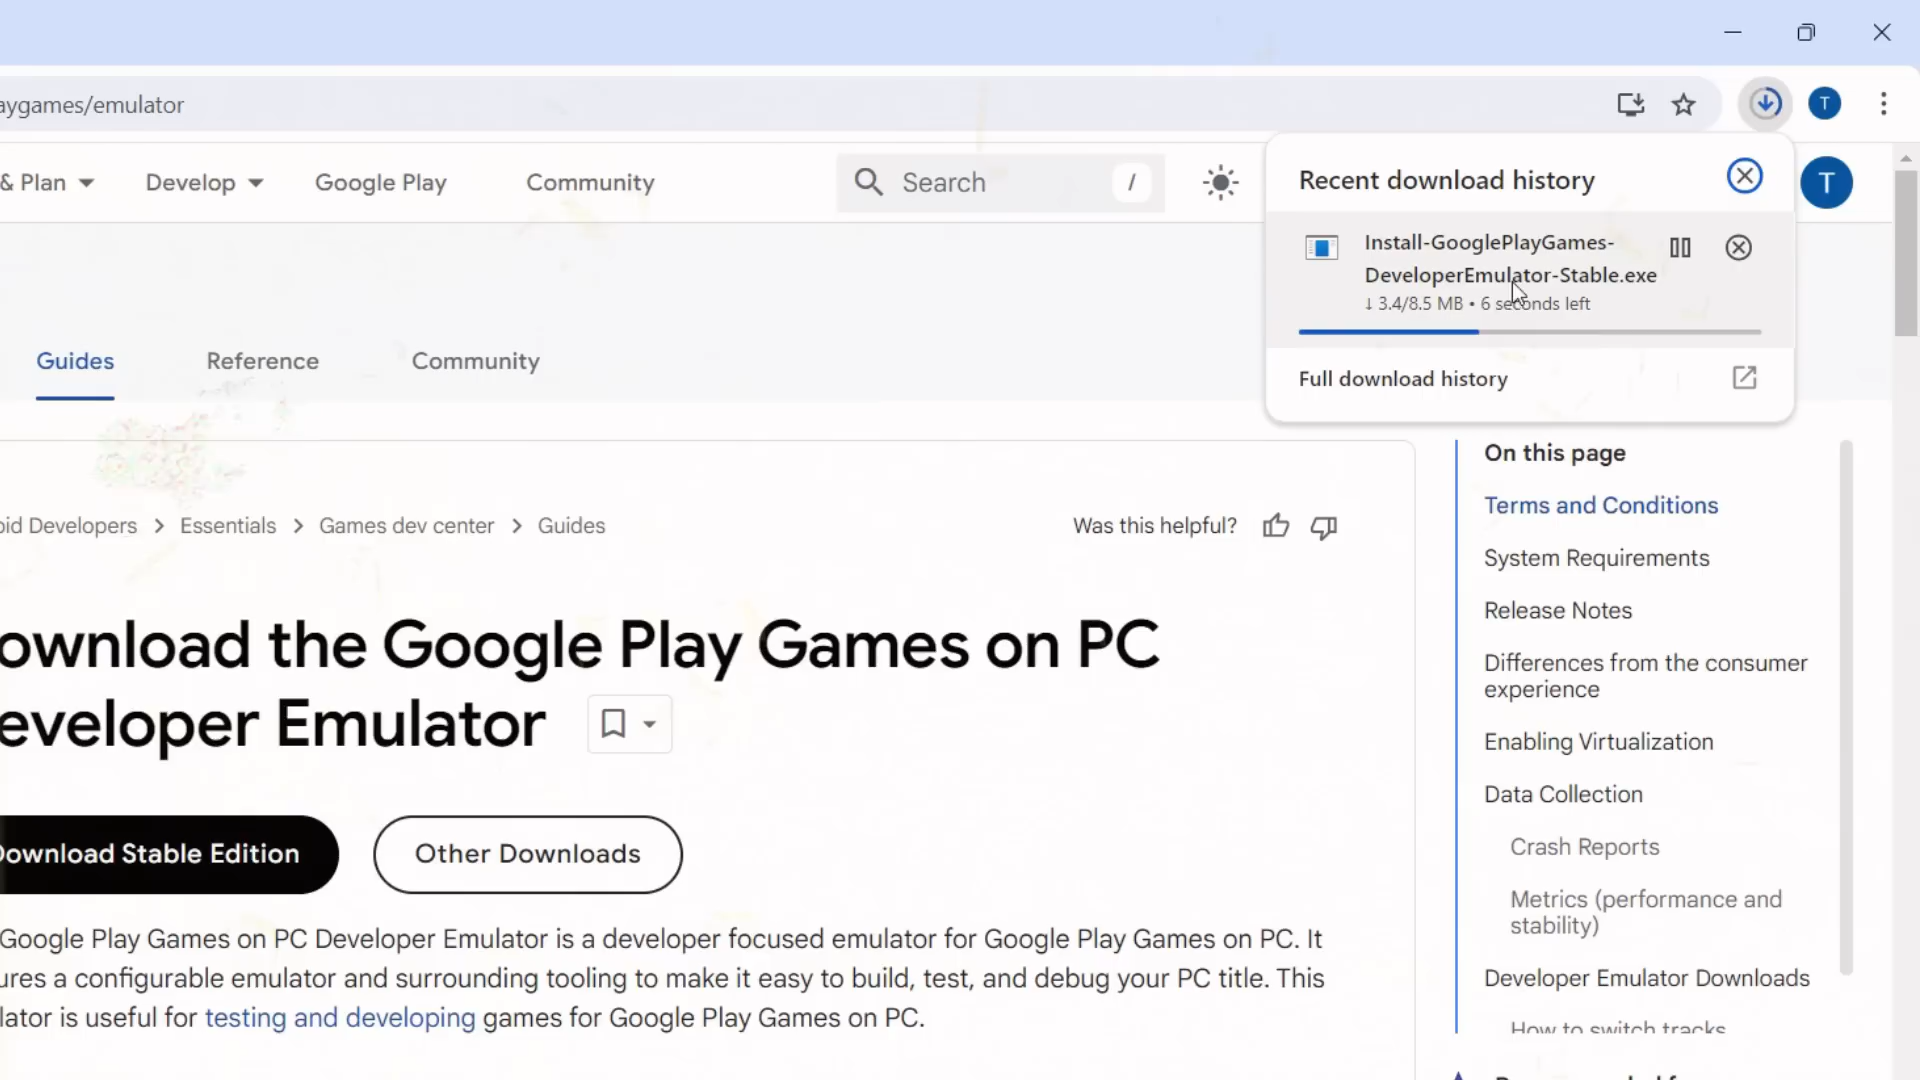 aygames/emulator
T
& Plan
Develop
Google Play
Community
Search
/
T
Recent download history
Install-GooglePlayGames-
DeveloperEmulator-Stable.exe
↓ 3.4/8.5 MB • 6 seconds left
Full download history
Guides
Reference
Community
oid Developers > Essentials > Games dev center > Guides
Was this helpful?
ownload the Google Play Games on PC
eveloper Emulator
Download Stable Edition
Other Downloads
Google Play Games on PC Developer Emulator is a developer focused emulator for Google Play Games on PC. It
ures a configurable emulator and surrounding tooling to make it easy to build, test, and debug your PC title. This
lator is useful for testing and developing games for Google Play Games on PC.
On this page
Terms and Conditions
System Requirements
Release Notes
Differences from the consumer
experience
Enabling Virtualization
Data Collection
Crash Reports
Metrics (performance and
stability)
Developer Emulator Downloads
How to switch tracks